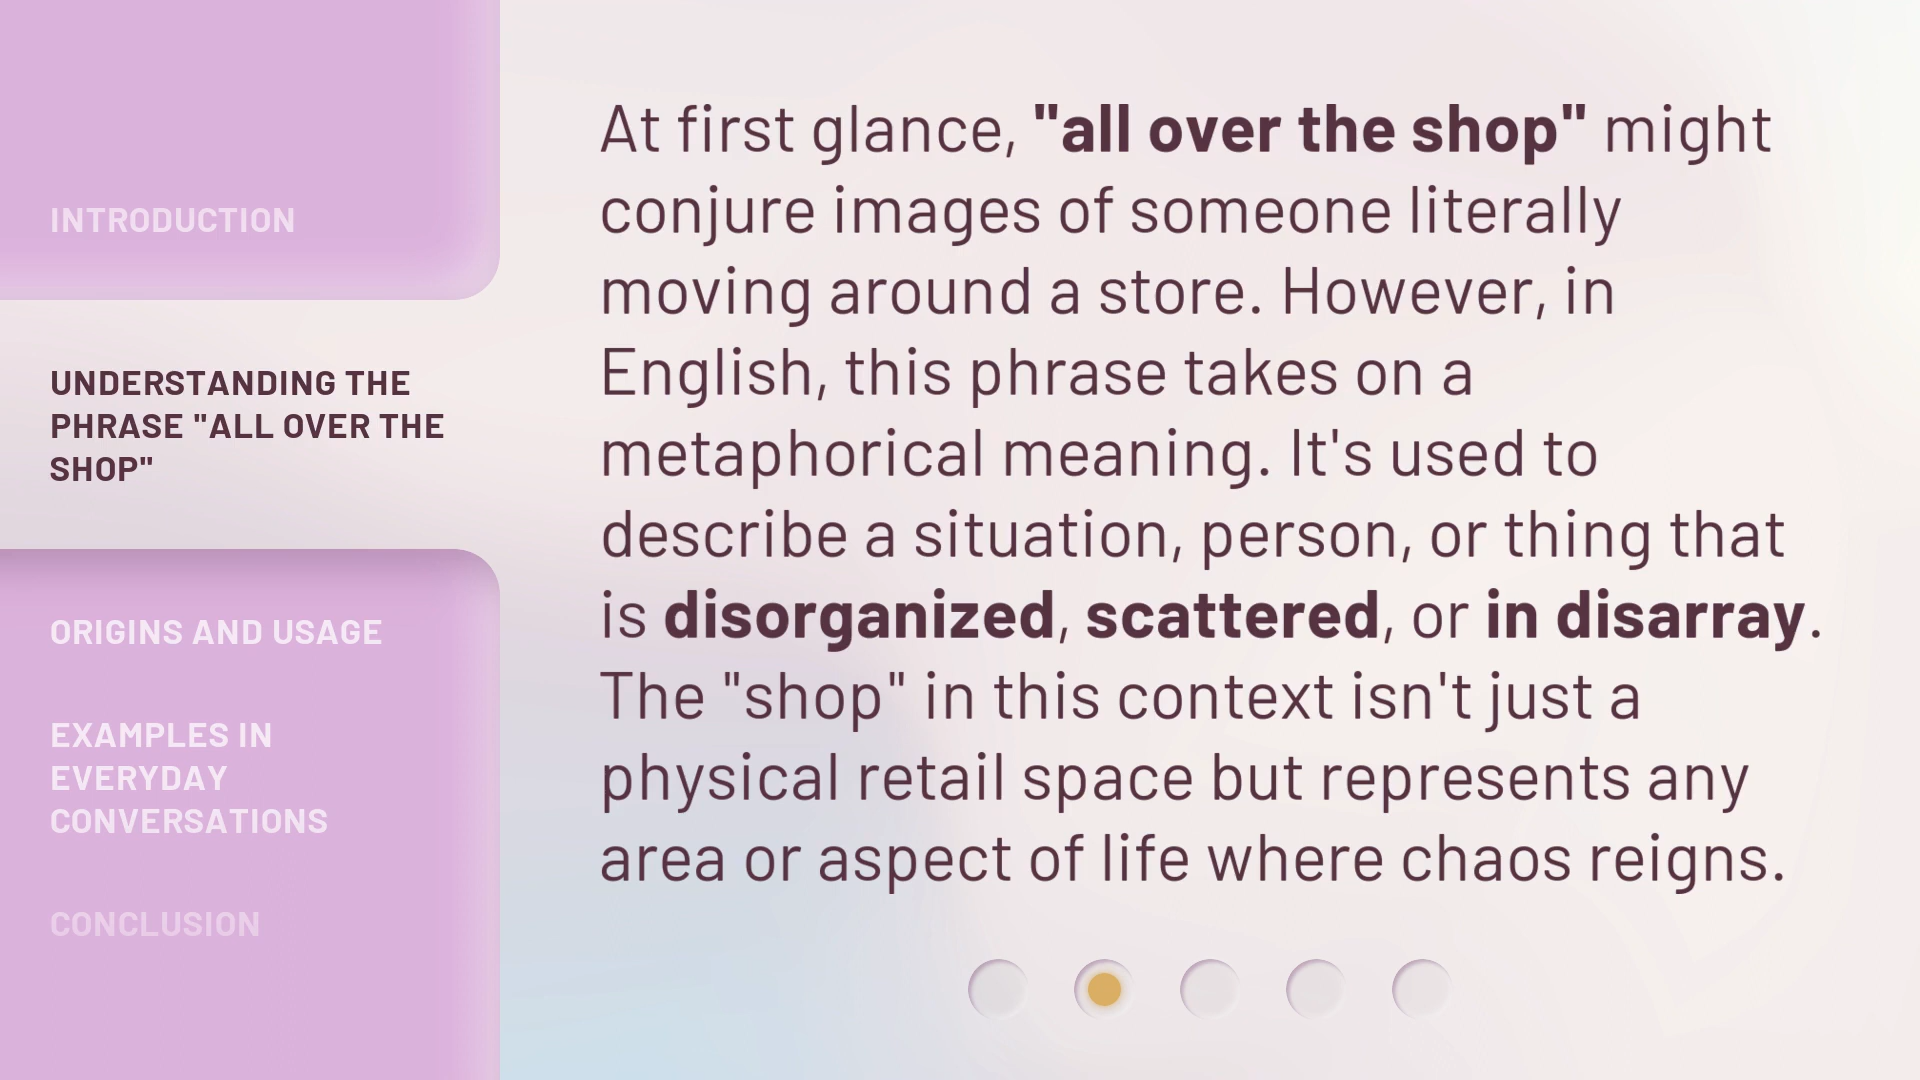 INTRODUCTION
UNDERSTANDING THE
PHRASE "ALL OVER THE
SHOP"
ORIGINS AND USAGE
EXAMPLES IN
EVERYDAY
CONVERSATIONS
CONCLUSION
At first glance, "all over the shop" might
conjure images of someone literally
moving around a store. However, in
English, this phrase takes on a
metaphorical meaning. It's used to
describe a situation, person, or thing that
is disorganized, scattered, or in disarray.
The "shop" in this context isn't just a
physical retail space but represents any
area or aspect of life where chaos reigns.